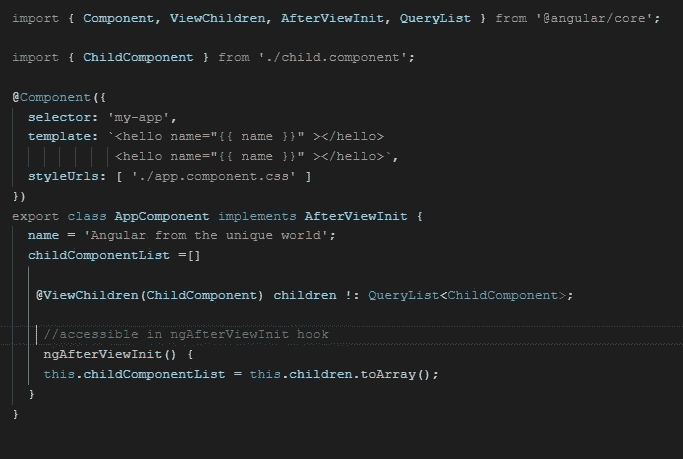 import { Component, ViewChildren, AfterViewInit, QueryList } from '@angular/core';
import { ChildComponent } from './child.component';
@Component({
selector: 'my-app',
template: `<hello name="{{ name }}" ></hello>
<hello name="{{ name }}" ></hello>`,
styleUrls: [ './app.component.css' ]
})
export class AppComponent implements AfterViewInit {
name = 'Angular from the unique world';
childComponentList =[]
@ViewChildren(ChildComponent) children !: QueryList<ChildComponent>;
//accessible in ngAfterViewInit hook
ngAfterViewInit() {
this.childComponentList = this.children.toArray();
}
}